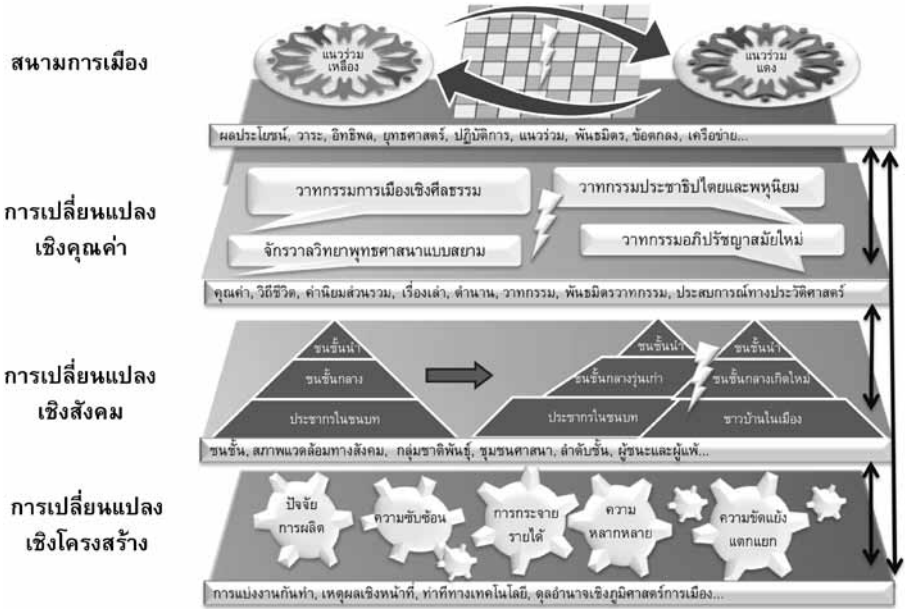 สนามการเมือง
แนวร่วม
เหลือง
แนวร่วม
แดง
ผลประโยชน์, วาระ, อิทธิพล, ยุทธศาสตร์, ปฏิบัติการ, แนวร่วม, พันธมิตร, ข้อตกลง, เครือข่าย...
การเปลี่ยนแปลง
เชิงคุณค่า
วาทกรรมการเมืองเชิงศีลธรรม
วาทกรรมประชาธิปไตยและพหุนิยม
จักรวาลวิทยาพุทธศาสนาแบบสยาม
วาทกรรมอภิปรัชญาสมัยใหม่
คุณค่า, วิถีชีวิต, ค่านิยมส่วนรวม, เรื่องเล่า, ตำนาน, วาทกรรม, พันธมิตรวาทกรรม, ประสบการณ์ทางประวัติศาสตร์
การเปลี่ยนแปลง
เชิงสังคม
ชนชั้นนำ
ชนชั้นกลาง
ประชากรในชนบท
ชนชั้นนำ
ชนชั้นนำ
ชนชั้นกลางรุ่นเก่า
ชนชั้นกลางเกิดใหม่
ประชากรในชนบท
ชาวบ้านในเมือง
ชนชั้น, สภาพแวดล้อมทางสังคม, กลุ่มชาติพันธุ์, ชุมชนศาสนา, ลำดับชั้น, ผู้ชนะและผู้แพ้...
การเปลี่ยนแปลง
เชิงโครงสร้าง
ปัจจัย
การผลิต
ความซับซ้อน
การกระจาย
รายได้
ความ
หลากหลาย
ความขัดแย้ง
แตกแยก
การแบ่งงานกันทำ, เหตุผลเชิงหน้าที่, ท่าทีทางเทคโนโลยี, ดุลอำนาจเชิงภูมิศาสตร์การเมือง...